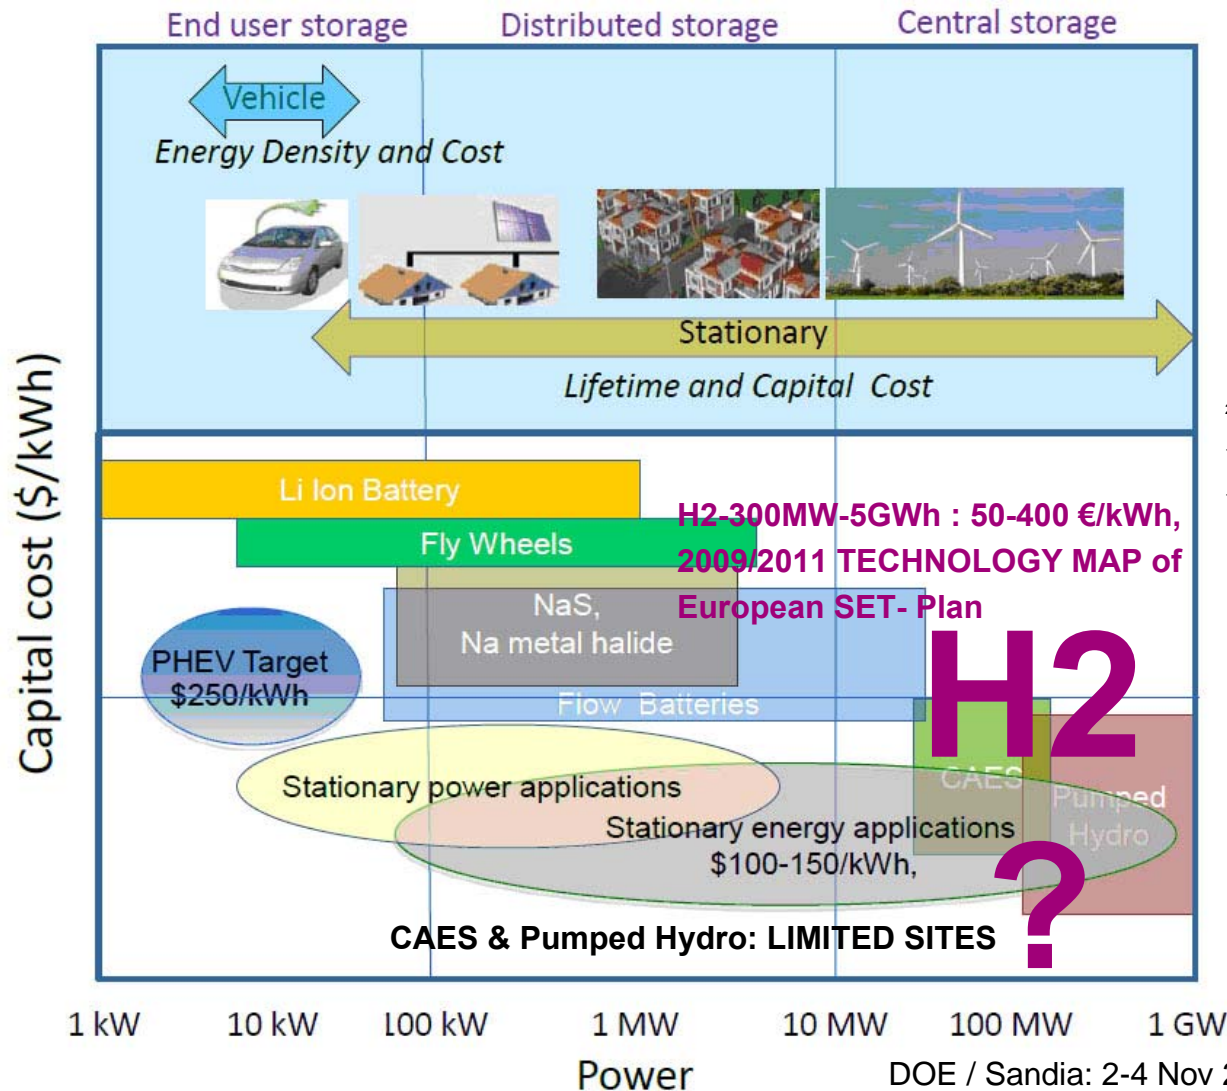 End user storage Distributed storage Central storage
Vehicle
Energy Density and Cost
Stationary
Lifetime and Capital Cost
Capital cost ($/kWh)
Li Ion Battery
Fly Wheels
H2-300MW-5GWh : 50-400 €/kWh,
2009/2011 TECHNOLOGY MAP of
European SET- Plan
NaS,
Na metal halide
PHEV Target
$250/kWh
Flow Batteries
H2
?
CAES
Pumped
Hydro
Stationary power applications
Stationary energy applications
$100-150/kWh,
CAES & Pumped Hydro: LIMITED SITES
1 kW 10 kW 100 kW 1 MW 10 MW 100 MW 1 GW
Power
DOE / Sandia: 2-4 Nov